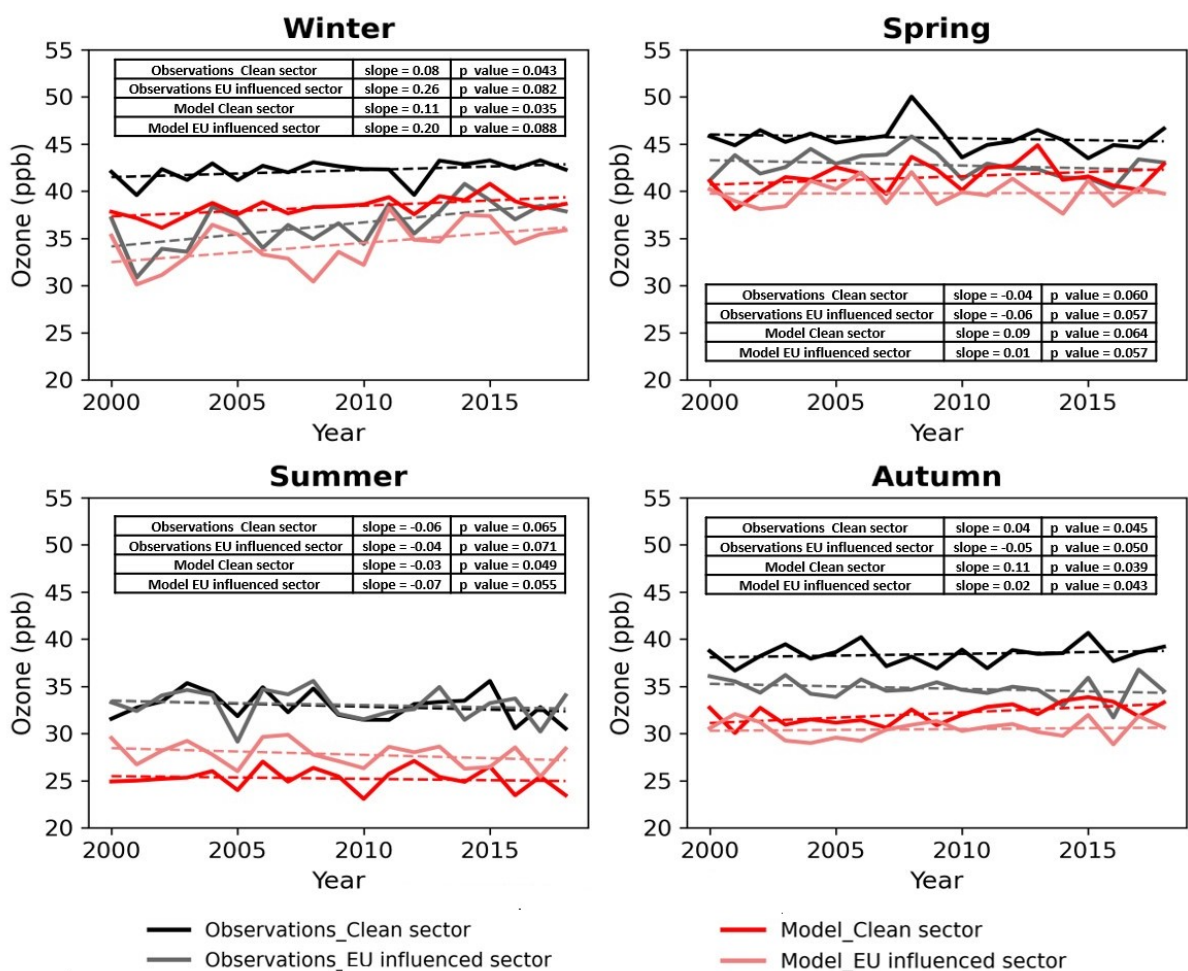 Winter
55
50
45
40
35
30
25
20
Ozone (ppb)
Observations Clean sector slope = 0.08 p value = 0.043
Observations EU influenced sector slope = 0.26 p value = 0.082
Model Clean sector slope = 0.11 p value = 0.035
Model EU influenced sector slope = 0.20 p value = 0.088
2000 2005 2010 2015
Year
Spring
55
50
45
40
35
30
25
20
Ozone (ppb)
Observations Clean sector slope = -0.04 p value = 0.060
Observations EU influenced sector slope = -0.06 p value = 0.057
Model Clean sector slope = 0.09 p value = 0.064
Model EU influenced sector slope = 0.01 p value = 0.057
2000 2005 2010 2015
Year
Summer
55
50
45
40
35
30
25
20
Ozone (ppb)
Observations Clean sector slope = -0.06 p value = 0.065
Observations EU influenced sector slope = -0.04 p value = 0.071
Model Clean sector slope = -0.03 p value = 0.049
Model EU influenced sector slope = -0.07 p value = 0.055
2000 2005 2010 2015
Year
Autumn
55
50
45
40
35
30
25
20
Ozone (ppb)
Observations Clean sector slope = 0.04 p value = 0.045
Observations EU influenced sector slope = -0.05 p value = 0.050
Model Clean sector slope = 0.11 p value = 0.039
Model EU influenced sector slope = 0.02 p value = 0.043
2000 2005 2010 2015
Year
Observations_Clean sector
Observations_EU influenced sector
Model_Clean sector
Model_EU influenced sector